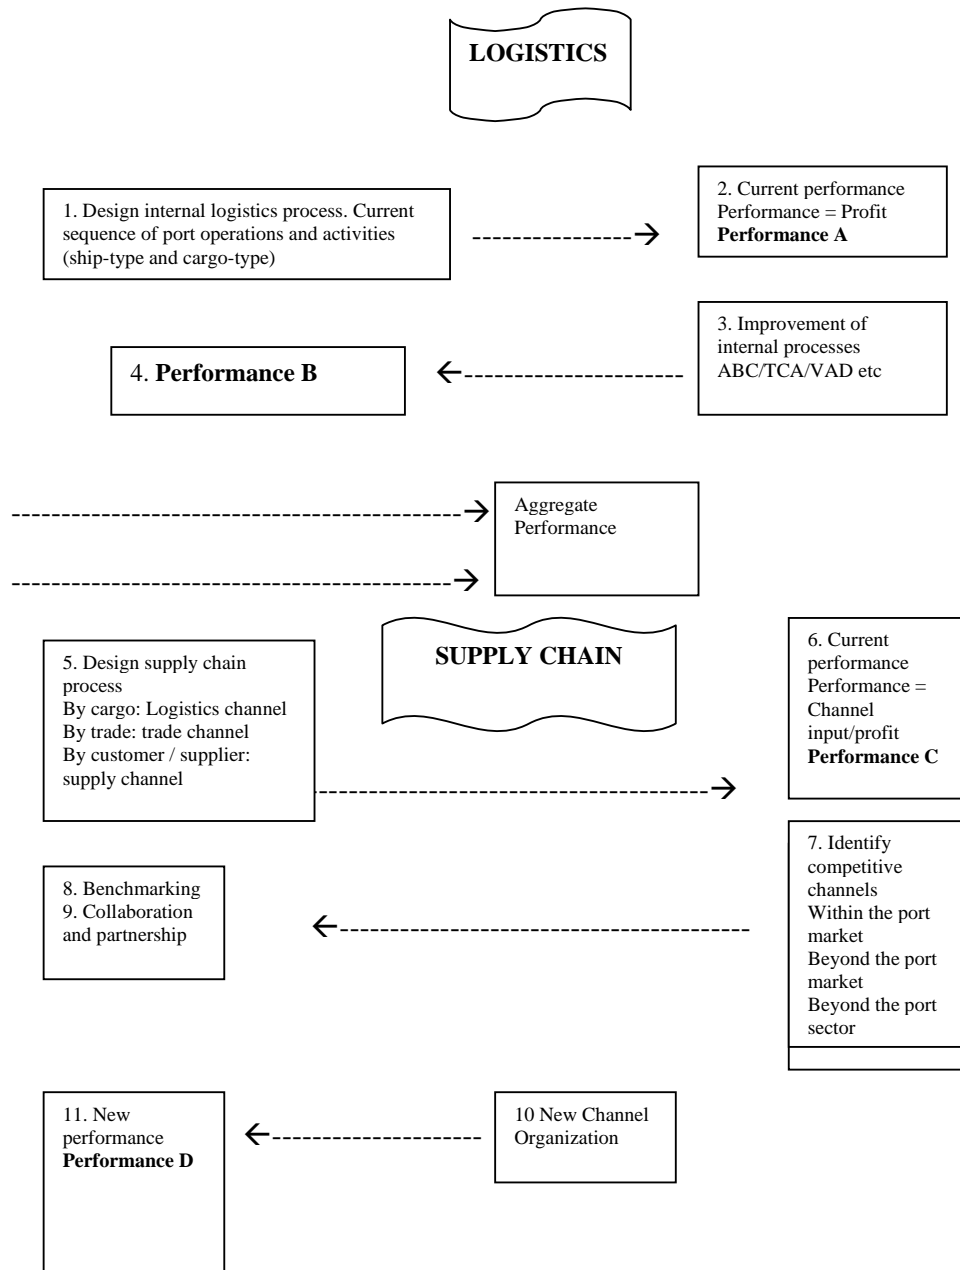 LOGISTICS
1. Design internal logistics process. Current
sequence of port operations and activities
(ship-type and cargo-type)
2. Current performance
Performance = Profit
Performance A
3. Improvement of
internal processes
ABC/TCA/VAD etc
4. Performance B
Aggregate
Performance
SUPPLY CHAIN
5. Design supply chain
process
By cargo: Logistics channel
By trade: trade channel
By customer / supplier:
supply channel
6. Current
performance
Performance =
Channel
input/profit
Performance C
7. Identify
competitive
channels
Within the port
market
Beyond the port
market
Beyond the port
sector
8. Benchmarking
9. Collaboration
and partnership
10 New Channel
Organization
11. New
performance
Performance D